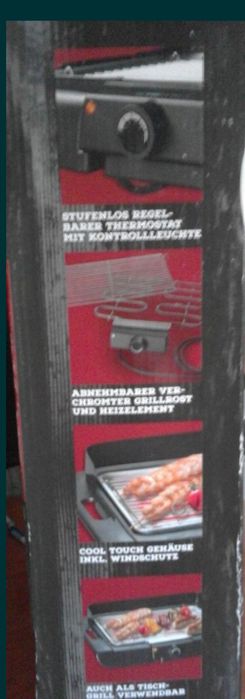 STUFENLOS REGEL-
BARER THERMOSTAT
MIT KONTROLLLEUCHTE
ABNEHMBARER VER-
CHROMTER GRILLROST
UND HEIZELEMENT
COOL TOUCH GEHÄUSE
INKL. WINDSCHUTZ
AUCH ALS TISCH-
GRILL VERWENDBAR